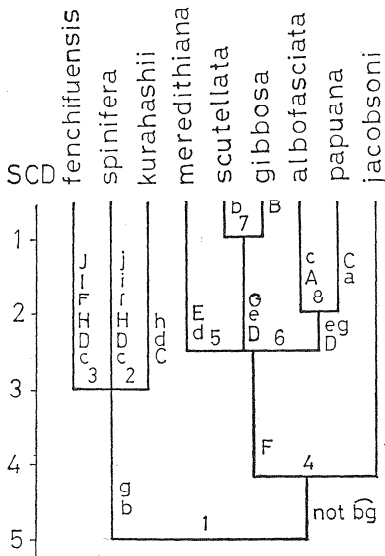 fenchifuensis
spinifera
kurahashii
meredithiana
scutellata
gibbosa
albofasciata
papuana
jacobsoni
SCD
1
2
3
4
5
J
I
F
H
D
c
3
j
i
r
H
D
c
2
h
d
C
b
B
7
E
d
5
e
D
6
c
A
8
C
a
eg
D
F
4
g
b
1
not bg